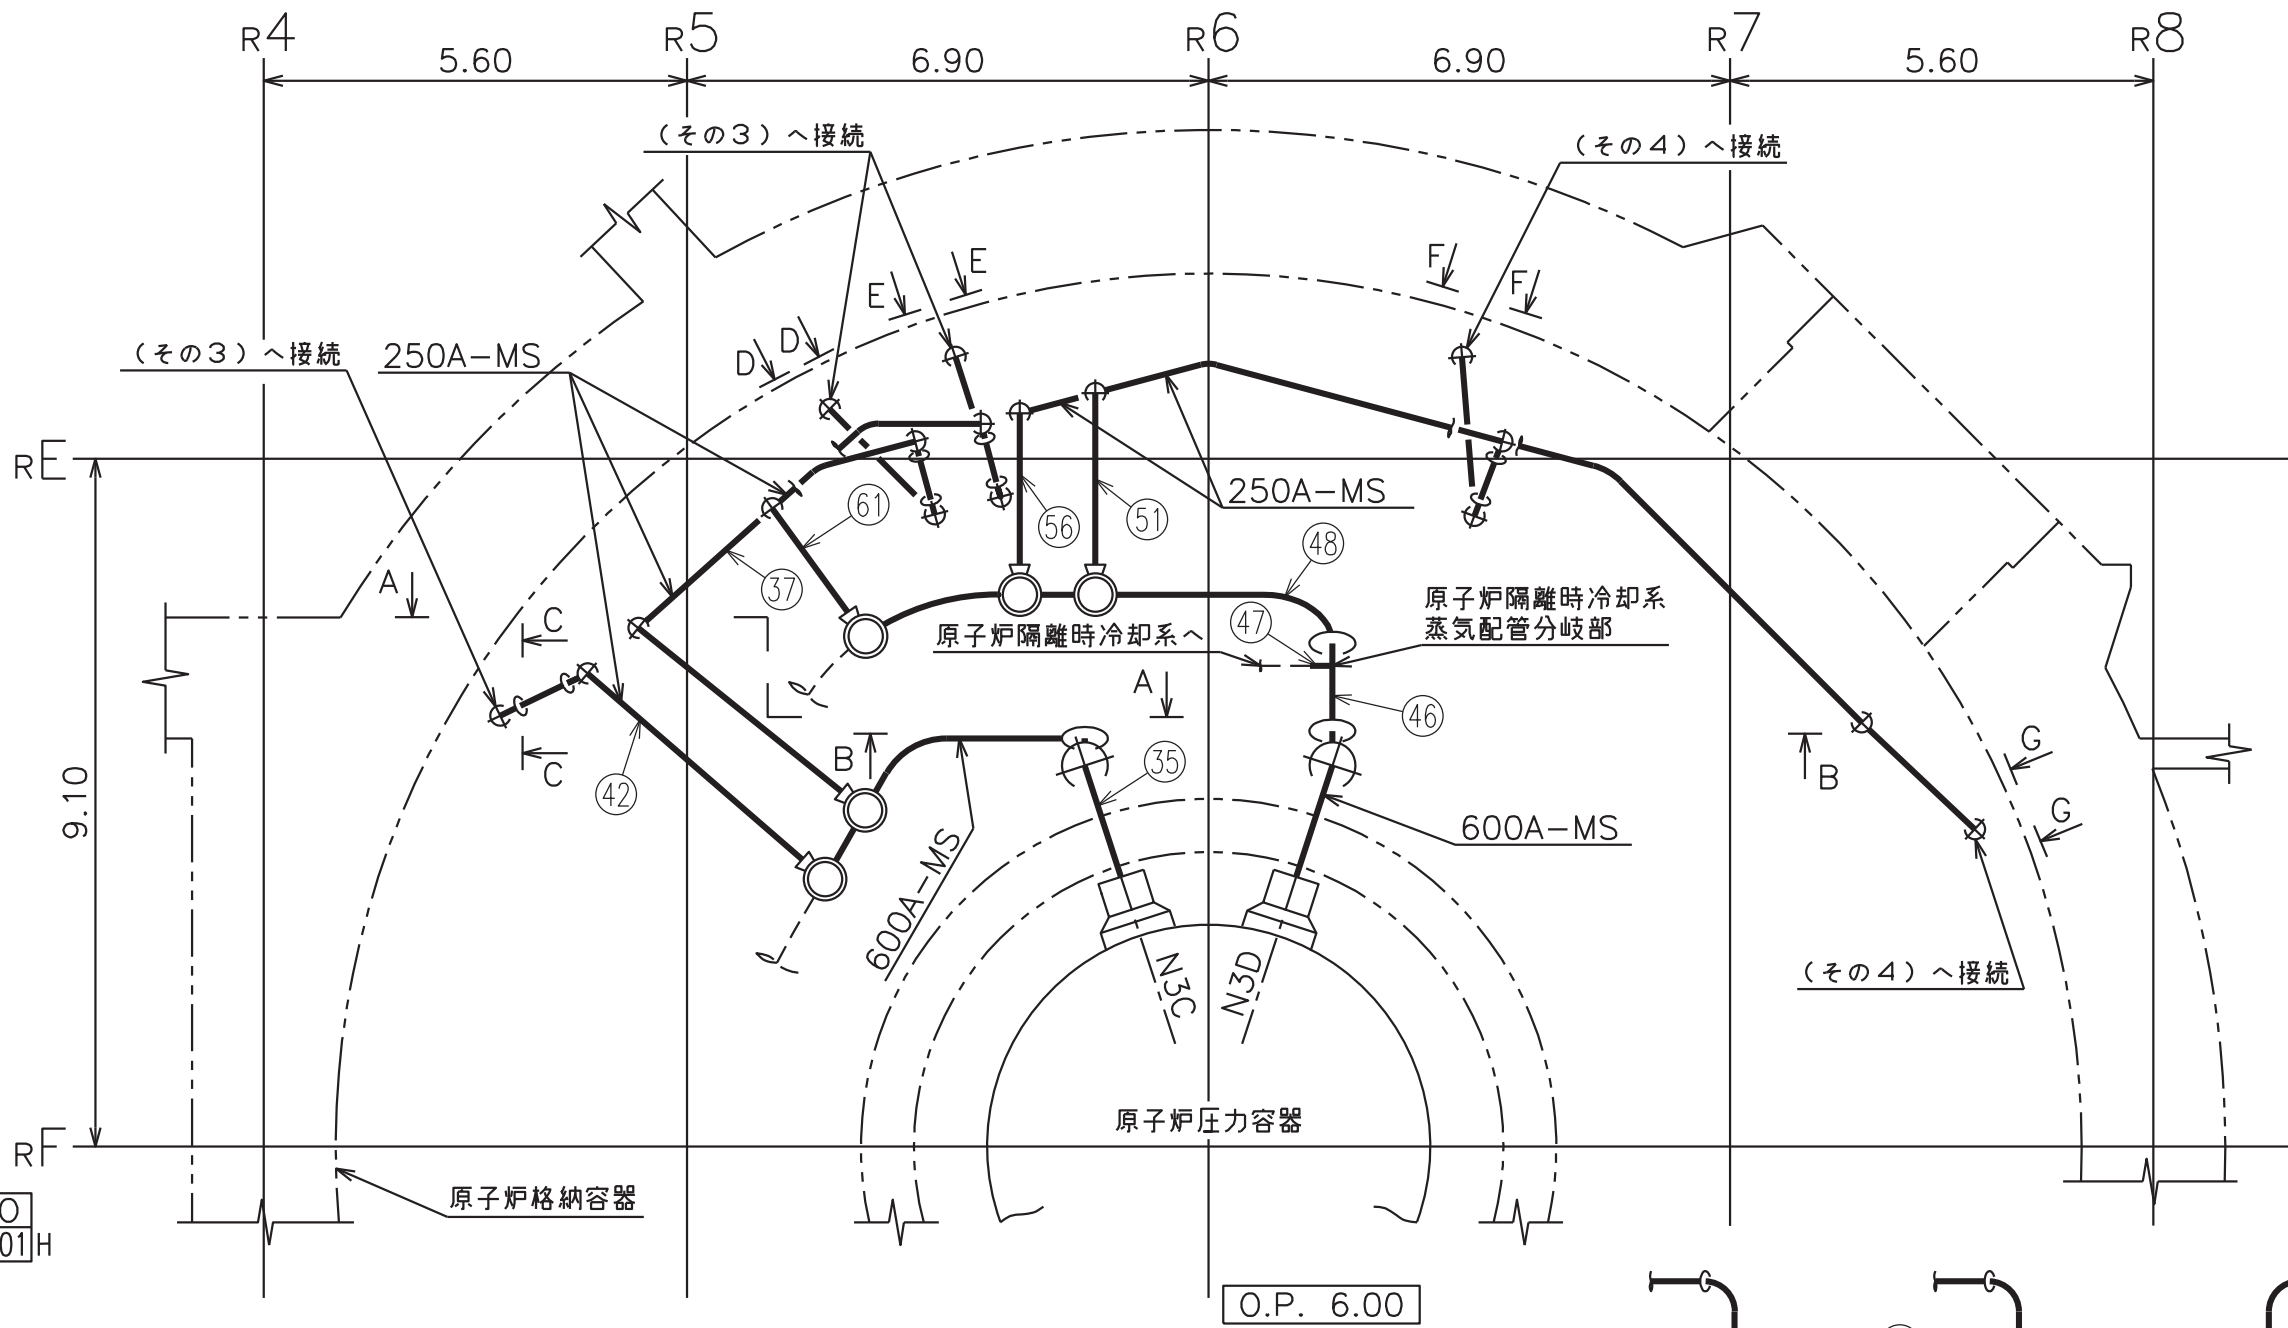 R4 R5 R6 R7 R8
5.60 6.90 6.90 5.60
(その3)へ接続
(その4)へ接続
E
E
F
F
D
D
(その3)へ接続
250A-MS
RE
250A-MS
61
56
51
48
37
A
C
原子炉隔離時冷却系
蒸気配管分岐部
47
原子炉隔離時冷却系へ
A
46
C
42
B
35
B
G
G
9.10
600A-MS
600A-MS
(その4)へ接続
N3C
N3D
原子炉圧力容器
RF
原子炉格納容器
0
01H
O.P. 6.00